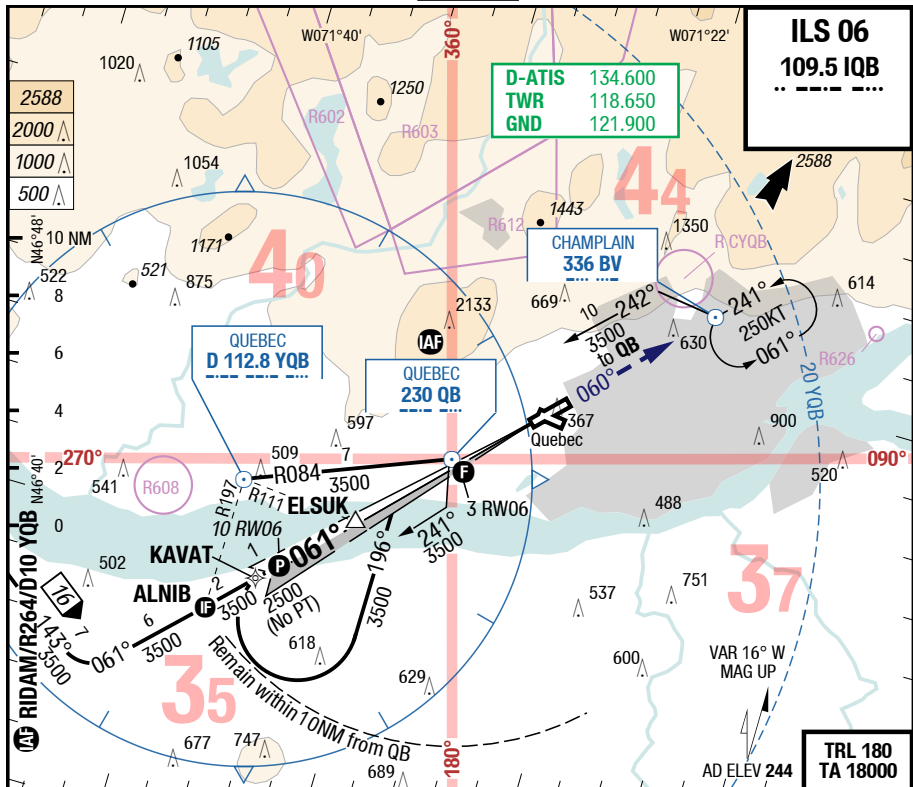 W071°40'
360°
W071°22'
ILS 06
109.5 IQB
D-ATIS 134.600
TWR 118.650
GND 121.900
1105
1020
1250
R602
R603
2588
2000
1000
500
1054
2588
44
1443
R612
1350
R CYQB
CHAMPLAIN
336 BV
N46°48'
10 NM
1171
40
522
521
875
8
2133
669
10
242°
3500
to QB
241°
250KT
061°
614
630
IAF
QUEBEC
D 112.8 YQB
6
QUEBEC
230 QB
060°
R626
20 YQB
4
597
367
Quebec
900
270°
509
7
R084
3500
090°
2
541
R608
520
N46°40'
R197
R111
ELSUK
F
3 RW06
488
0
10 RW06
061°
196°
241°
3500
KAVAT
1
P
502
ALNIB
2
IF
3500
2500
(No PT)
3500
537
751
37
16
7
143°
3500
061°
6
3500
618
Remain within 10NM from QB
600
VAR 16° W
MAG UP
35
629
IAF RIDAM/R264/D10 YQB
677
747
689
180°
AD ELEV 244
TRL 180
TA 18000